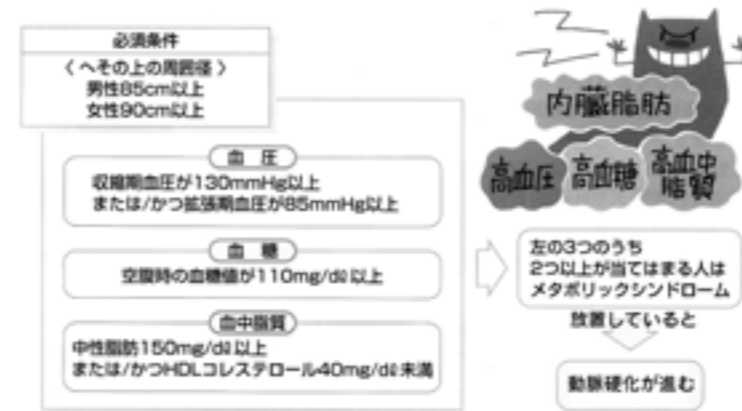 必須条件
〈 へその上の周囲径 〉
男性85cm以上
女性90cm以上
血 圧
収縮期血圧が130mmHg以上
または/かつ拡張期血圧が85mmHg以上
血 糖
空腹時の血糖値が110mg/dℓ以上
血中脂質
中性脂肪150mg/dℓ以上
または/かつHDLコレステロール40mg/dℓ未満
内臓脂肪
高血圧
高血糖
高血中
脂質
左の3つのうち
2つ以上が当てはまる人は
メタボリックシンドローム
放置していると
動脈硬化が進む